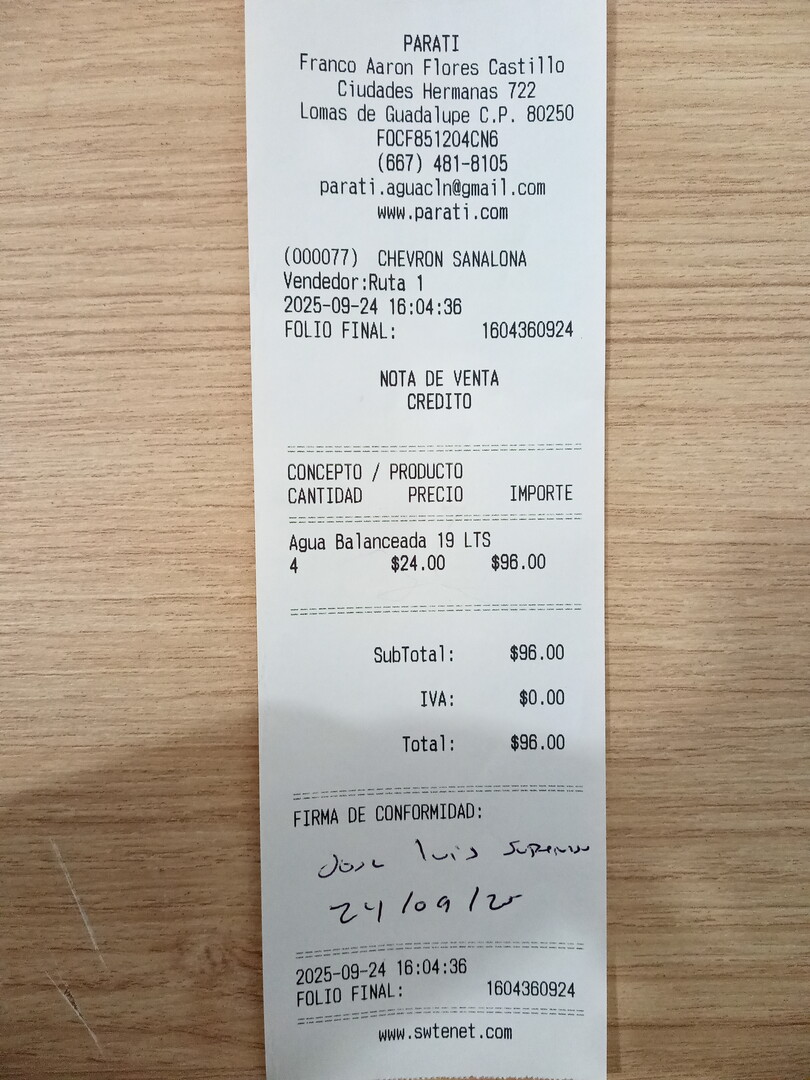 PARATI
Franco Aaron Flores Castillo
Ciudades Hermanas 722
Lomas de Guadalupe C.P. 80250
FOCF851204CN6
(667) 481-8105
parati.aguacln@gmail.com
www.parati.com
(000077) CHEVRON SANALONA
Vendedor:Ruta 1
2025-09-24 16:04:36
FOLIO FINAL: 1604360924
NOTA DE VENTA
CREDITO
CONCEPTO / PRODUCTO
CANTIDAD PRECIO IMPORTE
Agua Balanceada 19 LTS
4 $24.00 $96.00
SubTotal: $96.00
IVA: $0.00
Total: $96.00
FIRMA DE CONFORMIDAD:
Jose luis
24/09/25
2025-09-24 16:04:36
FOLIO FINAL: 1604360924
www.swtenet.com